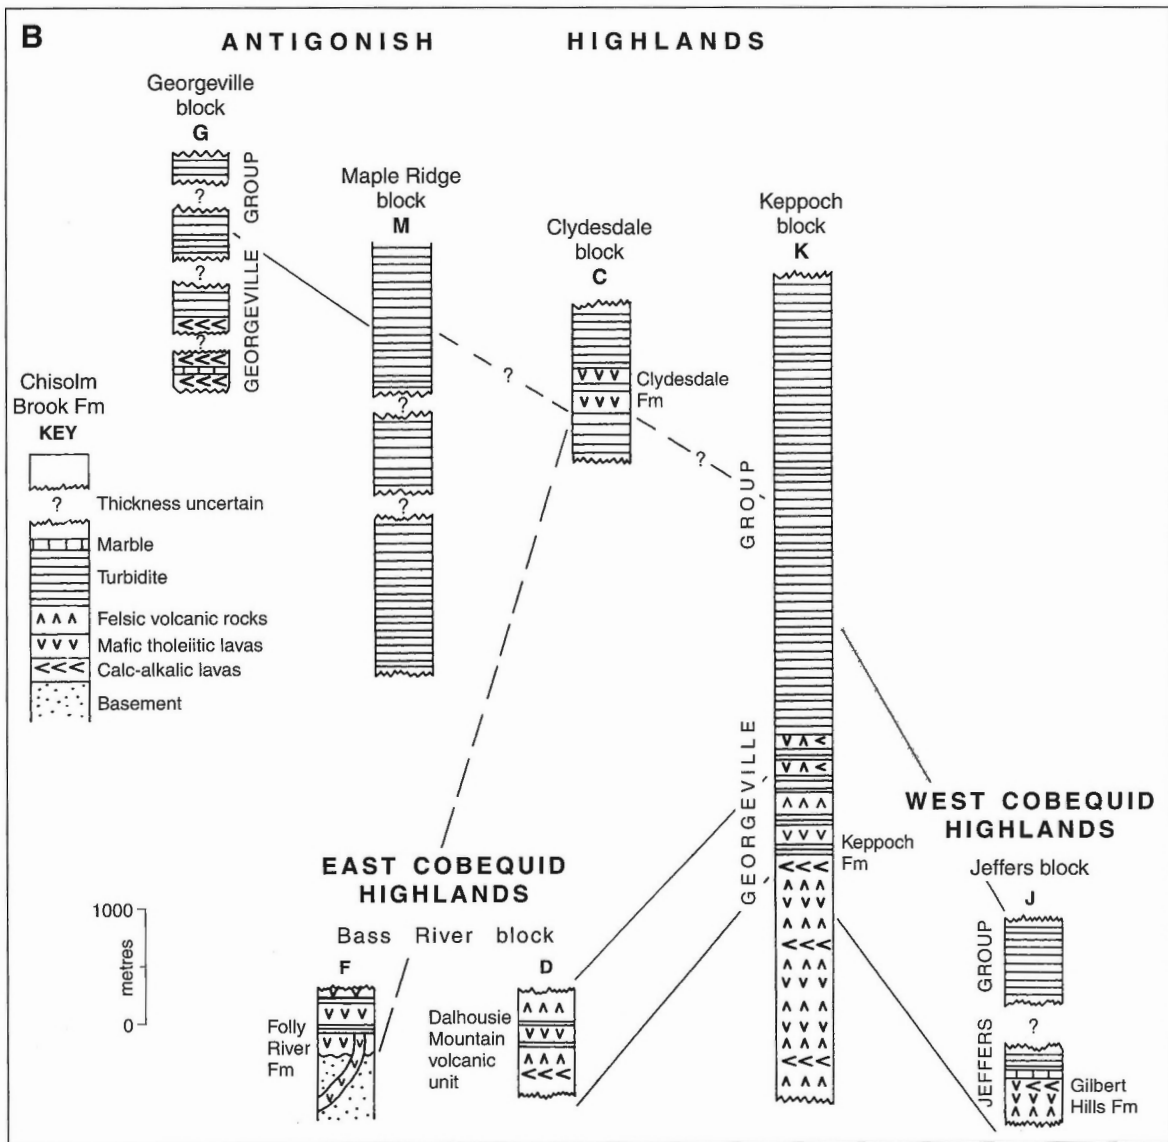 B
ANTIGONISH HIGHLANDS
Georgeville
block
G
GEORGEVILLE GROUP
?
?
?
Maple Ridge
block
M
?
?
Clydesdale
block
C
Clydesdale
Fm
?
?
Keppoch
block
K
GEORGEVILLE GROUP
Keppoch
Fm
Chisolm
Brook Fm
KEY
? Thickness uncertain
Marble
Turbidite
Felsic volcanic rocks
Mafic tholeiitic lavas
Calc-alkalic lavas
Basement
1000
metres
0
EAST COBEQUID
HIGHLANDS
Bass River block
F
Folly
River
Fm
D
Dalhousie
Mountain
volcanic
unit
WEST COBEQUID
HIGHLANDS
Jeffers block
J
JEFFERS GROUP
?
Gilbert
Hills Fm